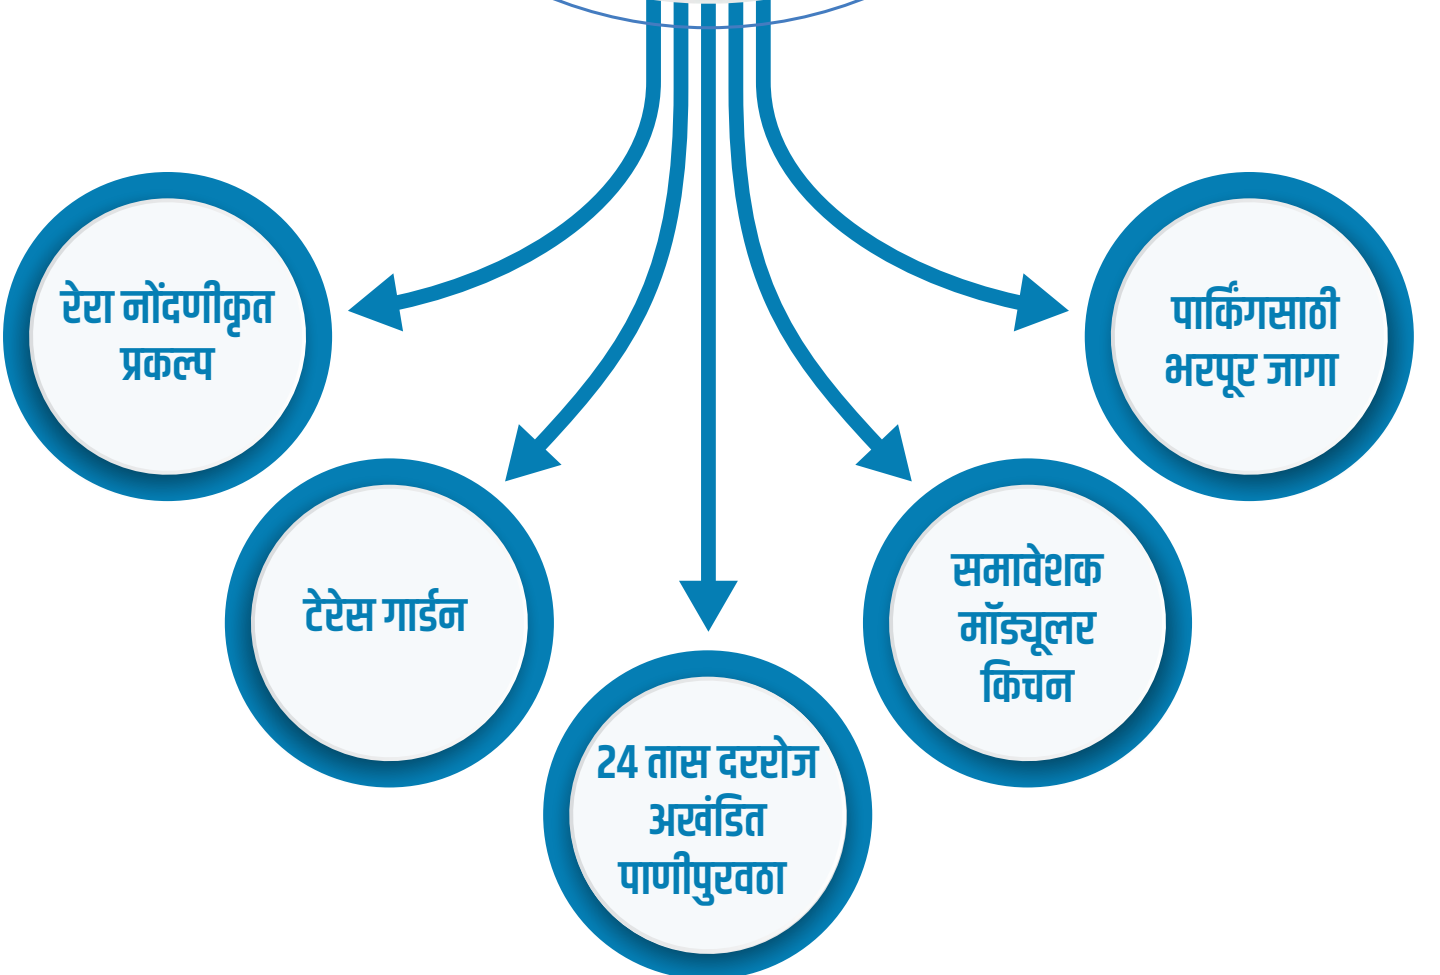 रेरा नोंदणीकृत
प्रकल्प
टेरेस गार्डन
24 तास दररोज
अखंडित
पाणीपुरवठा
समावेशक
मॉड्यूलर
किचन
पार्किंगसाठी
भरपूर जागा